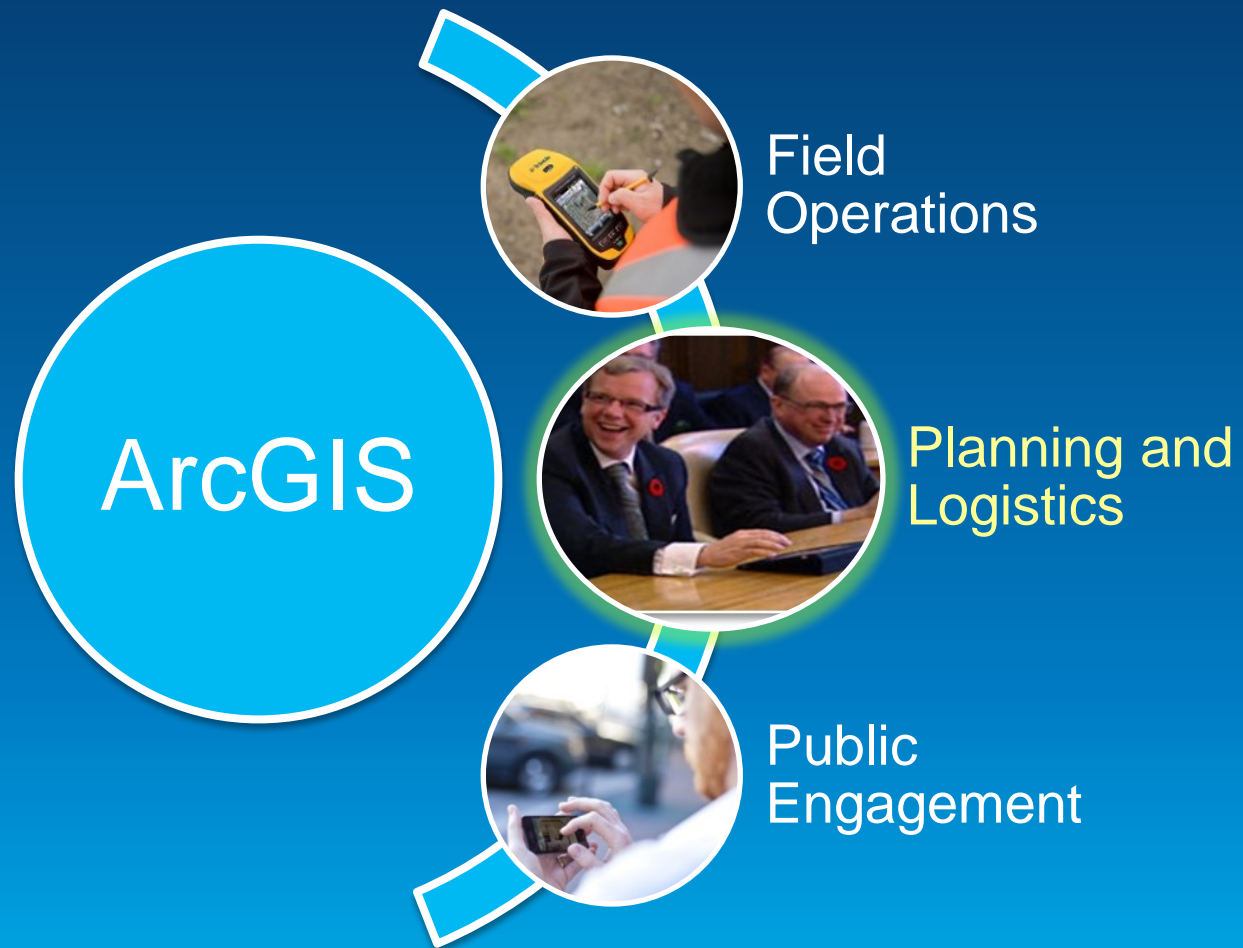 Field
Operations
ArcGIS
Planning and
Logistics
Public
Engagement